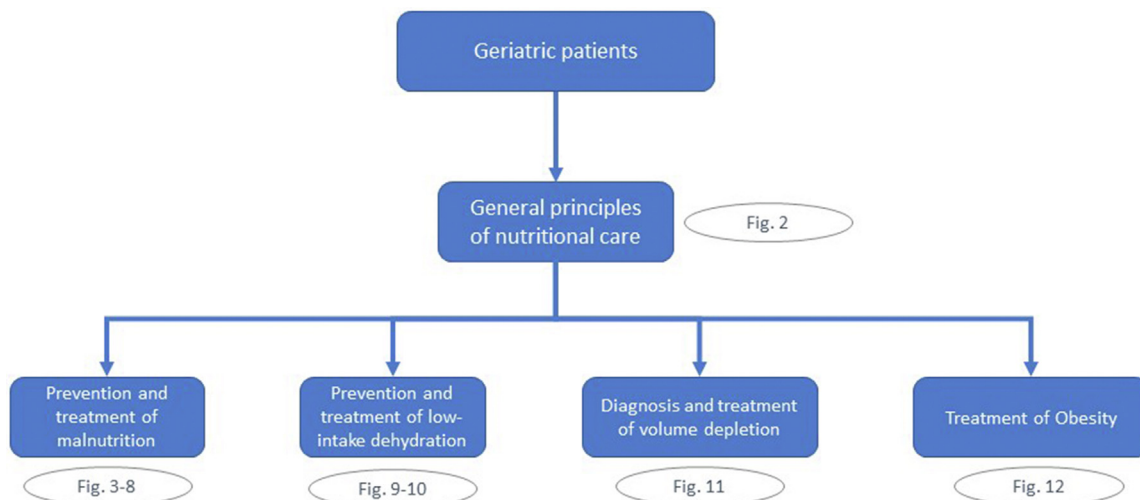 Geriatric patients
General principles
of nutritional care
Fig. 2
Prevention and
treatment of
malnutrition
Prevention and
treatment of low-
intake dehydration
Diagnosis and treatment
of volume depletion
Treatment of Obesity
Fig. 3-8
Fig. 9-10
Fig. 11
Fig. 12